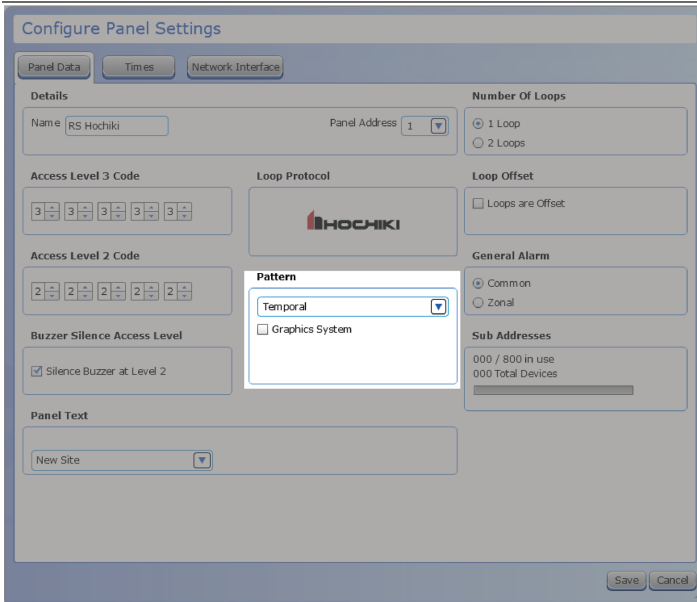 Configure Panel Settings
Panel Data Times Network Interface
Details
Name RS Hochiki Panel Address 1
Number Of Loops
1 Loop
2 Loops
Access Level 3 Code
3 3 3 3 3
Loop Protocol
HOCHIKI
Loop Offset
Loops are Offset
Access Level 2 Code
2 2 2 2 2
Pattern
Temporal
Graphics System
General Alarm
Common
Zonal
Buzzer Silence Access Level
Silence Buzzer at Level 2
Sub Addresses
000 / 800 in use
000 Total Devices
Panel Text
New Site
Save Cancel